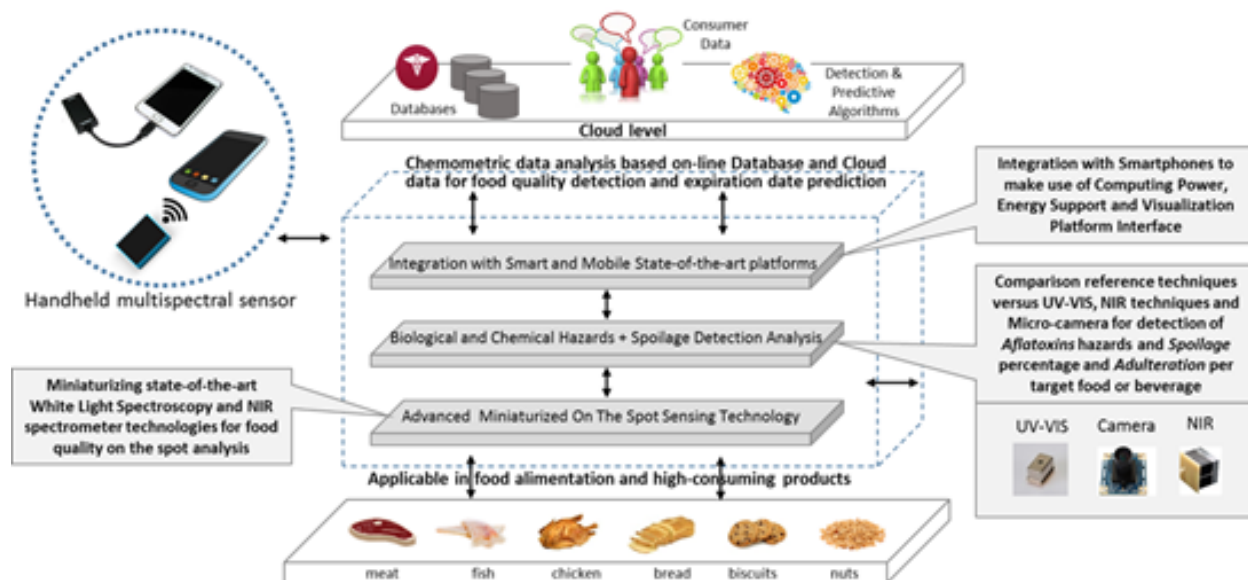 Databases
Consumer
Data
Detection &
Predictive
Algorithms
Cloud level
Chemometric data analysis based on-line Database and Cloud
data for food quality detection and expiration date prediction
Integration with Smartphones to
make use of Computing Power,
Energy Support and Visualization
Platform Interface
Handheld multispectral sensor
Integration with Smart and Mobile State-of-the-art platforms
Comparison reference techniques
versus UV-VIS, NIR techniques and
Micro-camera for detection of
Aflatoxins hazards and Spoilage
percentage and Adulteration per
target food or beverage
Biological and Chemical Hazards + Spoilage Detection Analysis
Miniaturizing state-of-the-art
White Light Spectroscopy and NIR
spectrometer technologies for food
quality on the spot analysis
Advanced Miniaturized On The Spot Sensing Technology
UV-VIS
Camera
NIR
Applicable in food alimentation and high-consuming products
meat
fish
chicken
bread
biscuits
nuts